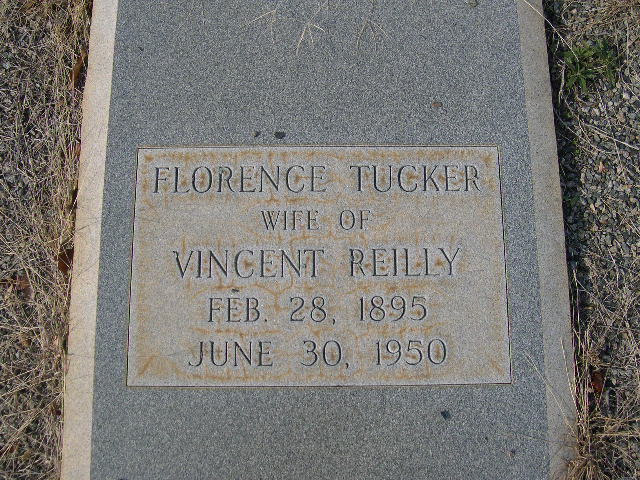 FLORENCE TUCKER
WIFE OF
VINCENT REILLY
FEB. 28, 1895
JUNE 30, 1950